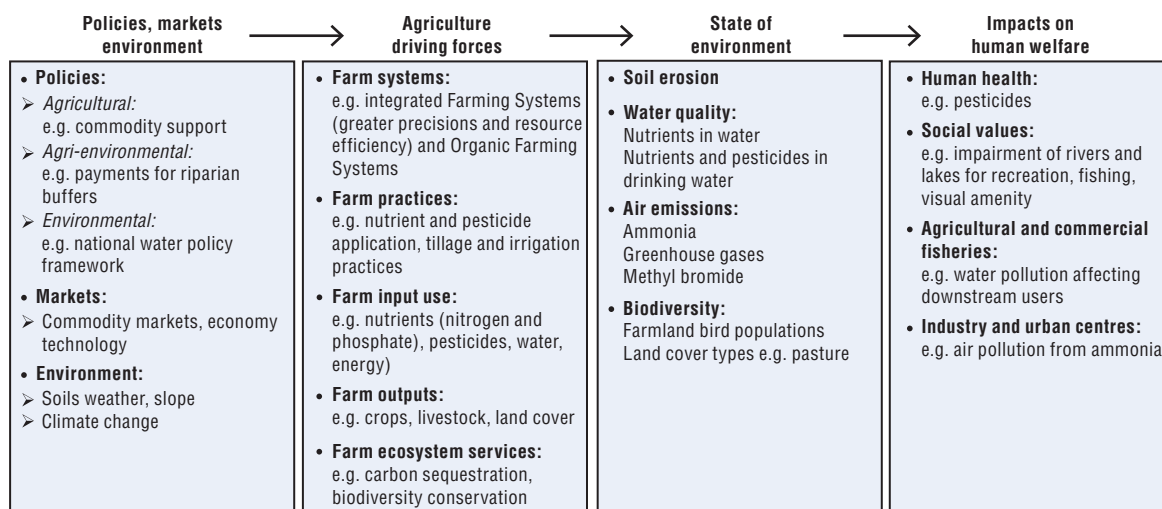 Policies, markets
environment
Agriculture
driving forces
State of
environment
Impacts on
human welfare
• Policies:
➢ Agricultural:
e.g. commodity support
➢ Agri-environmental:
e.g. payments for riparian
buffers
➢ Environmental:
e.g. national water policy
framework
• Markets:
➢ Commodity markets, economy
technology
• Environment:
➢ Soils weather, slope
➢ Climate change
• Farm systems:
e.g. integrated Farming Systems
(greater precisions and resource
efficiency) and Organic Farming
Systems
• Farm practices:
e.g. nutrient and pesticide
application, tillage and irrigation
practices
• Farm input use:
e.g. nutrients (nitrogen and
phosphate), pesticides, water,
energy)
• Farm outputs:
e.g. crops, livestock, land cover
• Farm ecosystem services:
e.g. carbon sequestration,
biodiversity conservation
• Soil erosion
• Water quality:
Nutrients in water
Nutrients and pesticides in
drinking water
• Air emissions:
Ammonia
Greenhouse gases
Methyl bromide
• Biodiversity:
Farmland bird populations
Land cover types e.g. pasture
• Human health:
e.g. pesticides
• Social values:
e.g. impairment of rivers and
lakes for recreation, fishing,
visual amenity
• Agricultural and commercial
fisheries:
e.g. water pollution affecting
downstream users
• Industry and urban centres:
e.g. air pollution from ammonia